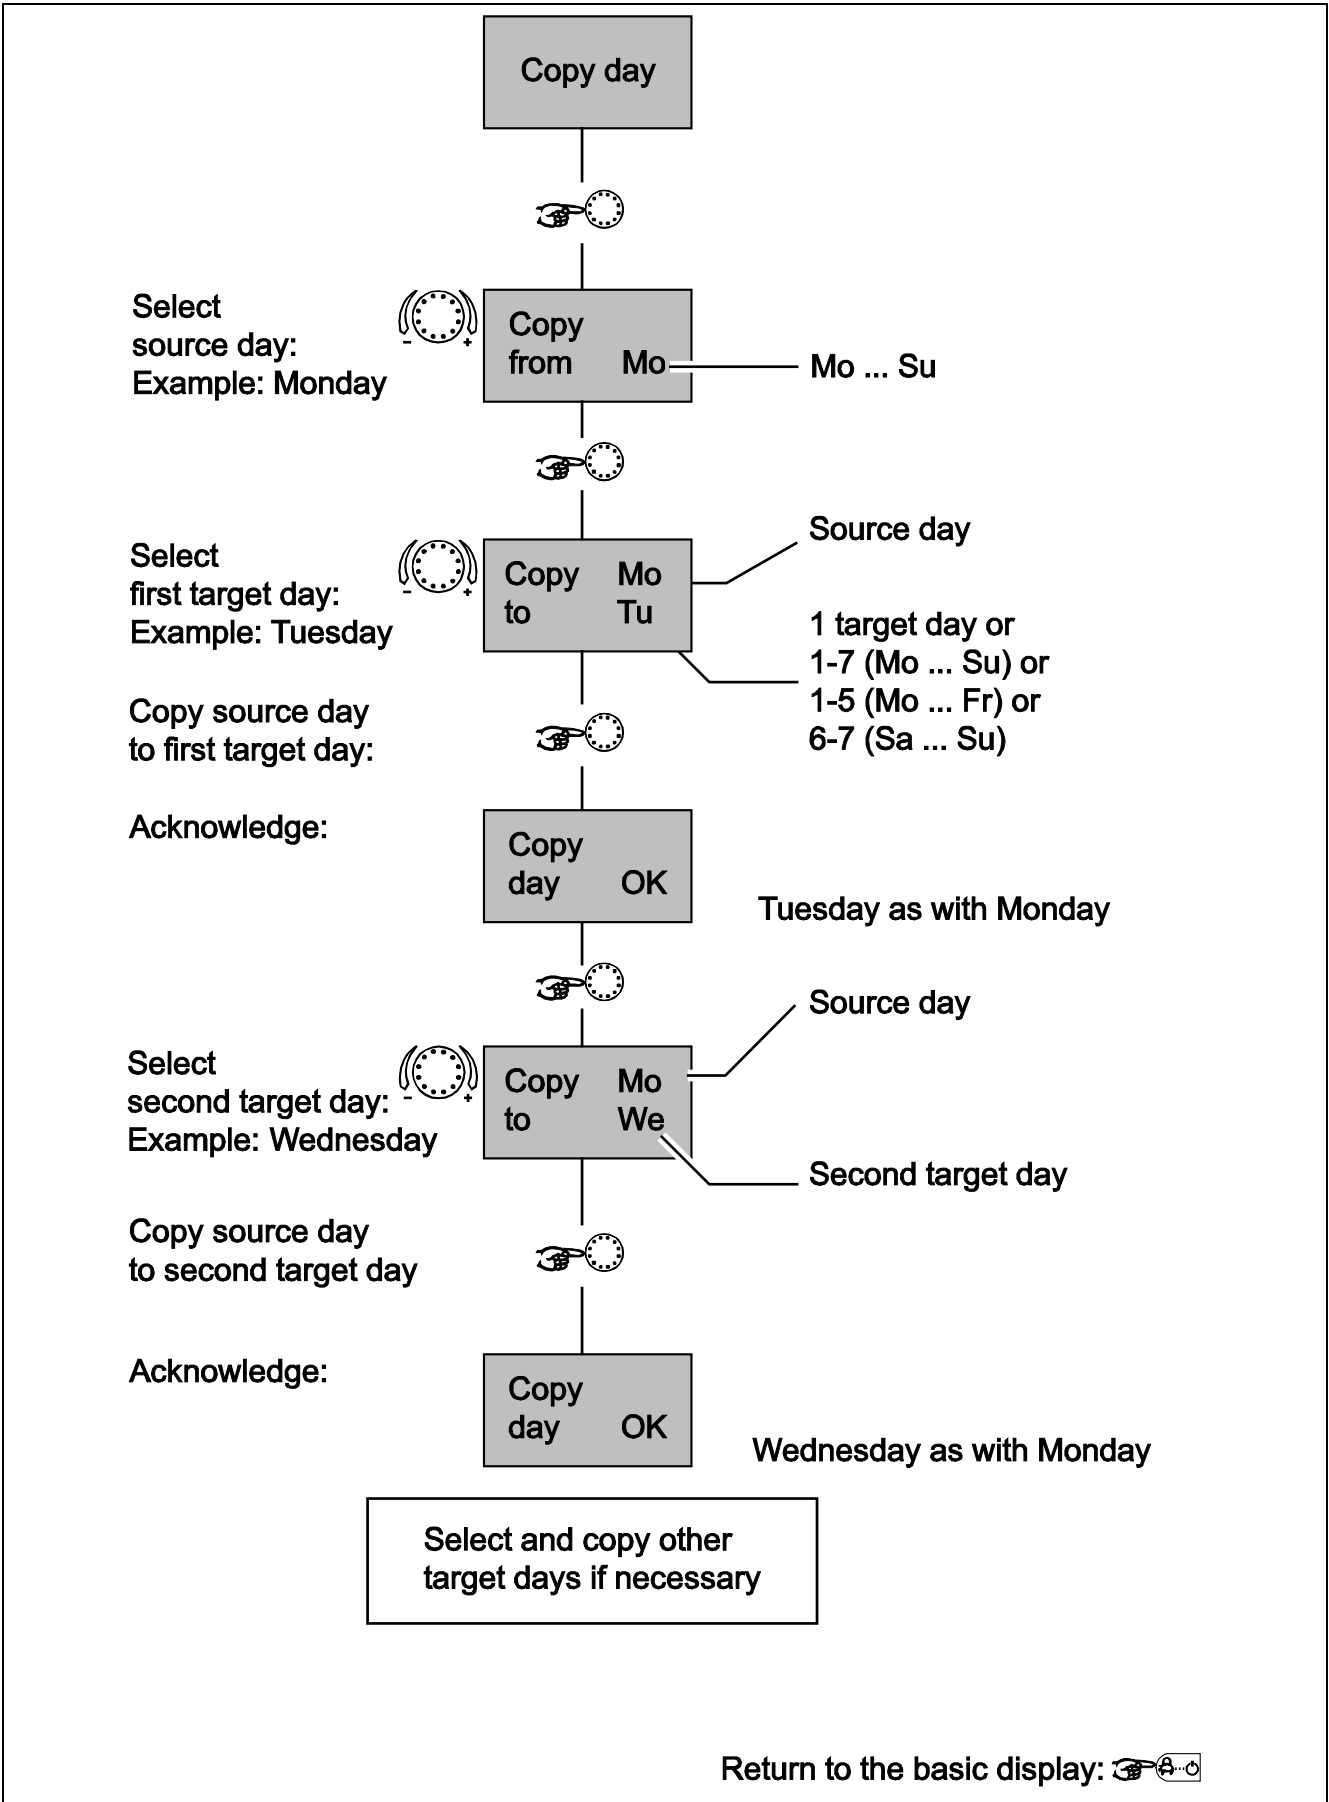 Copy day
Select
source day:
Example: Monday
- +
Copy
from Mo
Mo ... Su
Select
first target day:
Example: Tuesday
- +
Copy Mo
to Tu
Source day
1 target day or
1-7 (Mo ... Su) or
1-5 (Mo ... Fr) or
6-7 (Sa ... Su)
Copy source day
to first target day:
Acknowledge:
Copy
day OK
Tuesday as with Monday
Select
second target day:
Example: Wednesday
- +
Copy Mo
to We
Source day
Second target day
Copy source day
to second target day
Acknowledge:
Copy
day OK
Wednesday as with Monday
Select and copy other
target days if necessary
Return to the basic display: